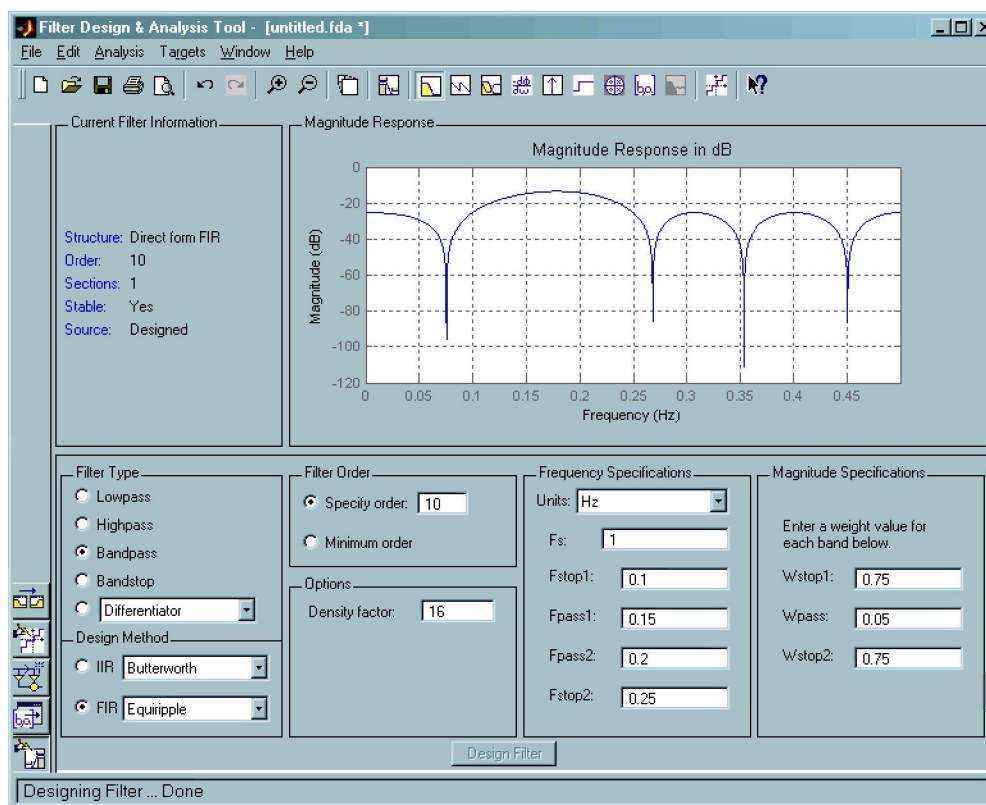 Filter Design & Analysis Tool - [untitled.fda *]
File Edit Analysis Targets Window Help
Current Filter Information
Structure: Direct form FIR
Order: 10
Sections: 1
Stable: Yes
Source: Designed
Magnitude Response
Magnitude Response in dB
Magnitude (dB)
0
-20
-40
-60
-80
-100
-120
0 0.05 0.1 0.15 0.2 0.25 0.3 0.35 0.4 0.45
Frequency (Hz)
Filter Type
Lowpass
Highpass
Bandpass
Bandstop
Differentiator
Design Method
IIR Butterworth
FIR Equiripple
Filter Order
Specify order: 10
Minimum order
Options
Density factor: 16
Frequency Specifications
Units: Hz
Fs: 1
Fstop1: 0.1
Fpass1: 0.15
Fpass2: 0.2
Fstop2: 0.25
Magnitude Specifications
Enter a weight value for
each band below.
Wstop1: 0.75
Wpass: 0.05
Wstop2: 0.75
Design Filter
Designing Filter ... Done